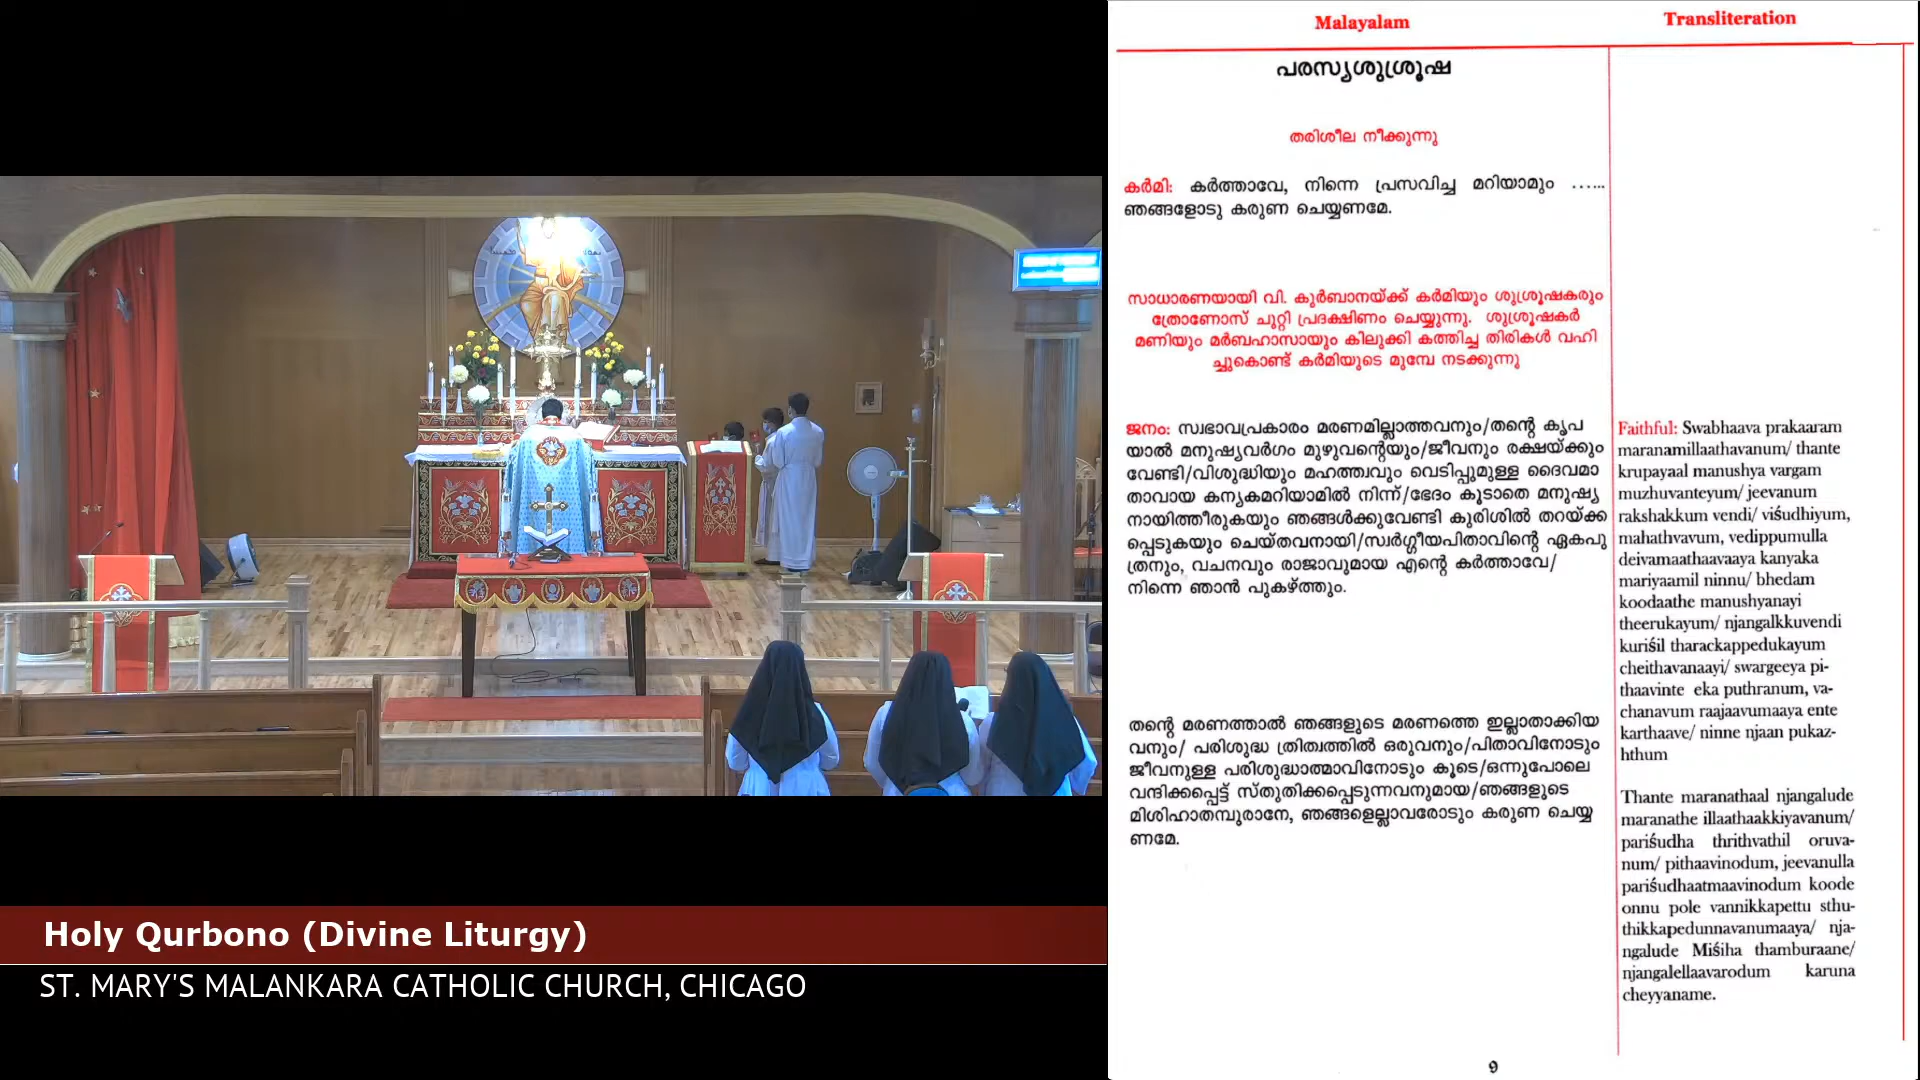 Malayalam
Transliteration
പരസ്യശുശ്രൂഷ
തരിശീല നീക്കുന്നു
കർമി: കർത്താവേ, നിന്നെ പ്രസവിച്ച മറിയാമും ......
ഞങ്ങളോടു കരുണ ചെയ്യണമേ.
സാധാരണയായി വി. കുർബാനയ്ക്ക് കർമിയും ശുശ്രൂഷകരും
ത്രോണോസ് ചുറ്റി പ്രദക്ഷിണം ചെയ്യുന്നു. ശുശ്രൂഷകർ
മണിയും മർബഹാസായും കിലുക്കി കത്തിച്ച തിരികൾ വഹി
ച്ചുകൊണ്ട് കർമിയുടെ മുമ്പേ നടക്കുന്നു
ജനം: സ്വഭാവപ്രകാരം മരണമില്ലാത്തവനും/തന്റെ കൃപ
യാൽ മനുഷ്യവർഗം മുഴുവന്റെയും/ജീവനും രക്ഷയ്ക്കും
വേണ്ടി/വിശുദ്ധിയും മഹത്ത്വവും വെടിപ്പുമുള്ള ദൈവമാ
താവായ കന്യകമറിയാമിൽ നിന്ന്/ഭേദം കൂടാതെ മനുഷ്യ
നായിത്തീരുകയും ഞങ്ങൾക്കുവേണ്ടി കുരിശിൽ തറയ്ക്ക
പ്പെടുകയും ചെയ്തവനായി/സ്വർഗ്ഗീയപിതാവിന്റെ ഏകപു
ത്രനും, വചനവും രാജാവുമായ എന്റെ കർത്താവേ/
നിന്നെ ഞാൻ പുകഴ്ത്തും.
തന്റെ മരണത്താൽ ഞങ്ങളുടെ മരണത്തെ ഇല്ലാതാക്കിയ
വനും/ പരിശുദ്ധ ത്രിത്വത്തിൽ ഒരുവനും/പിതാവിനോടും
ജീവനുള്ള പരിശുദ്ധാത്മാവിനോടും കൂടെ/ഒന്നുപോലെ
വന്ദിക്കപ്പെട്ട് സ്തുതിക്കപ്പെടുന്നവനുമായ/ഞങ്ങളുടെ
മിശിഹാതമ്പുരാനേ, ഞങ്ങളെല്ലാവരോടും കരുണ ചെയ്യ
ണമേ.
Faithful: Swabhaava prakaaram
maranamillaathavanum/ thante
krupayaal manushya vargam
muzhuvanteyum/ jeevanum
rakshakkum vendi/ viśudhiyum,
mahathvavum, vedippumulla
deivamaathaavaaya kanyaka
mariyaamil ninnu/ bhedam
koodaathe manushyanayi
theerukayum/ njangalkkuvendi
kuriśil tharackappedukayum
cheithavanaayi/ swargeeya pi-
thaavinte eka puthranum, va-
chanavum raajaavumaaya ente
karthaave/ ninne njaan pukaz-
hthum
Thante maranathaal njangalude
maranathe illaathaakkiyavanum/
pariśudha thrithvathil oruva-
num/ pithaavinodum, jeevanulla
pariśudhaatmaavinodum koode
onnu pole vannikkapettu sthu-
thikkapedunnavanumaaya/ nja-
ngalude Miśiha thamburaane/
njangalellaavarodum karuna
cheyyaname.
9
Holy Qurbono (Divine Liturgy)
ST. MARY'S MALANKARA CATHOLIC CHURCH, CHICAGO